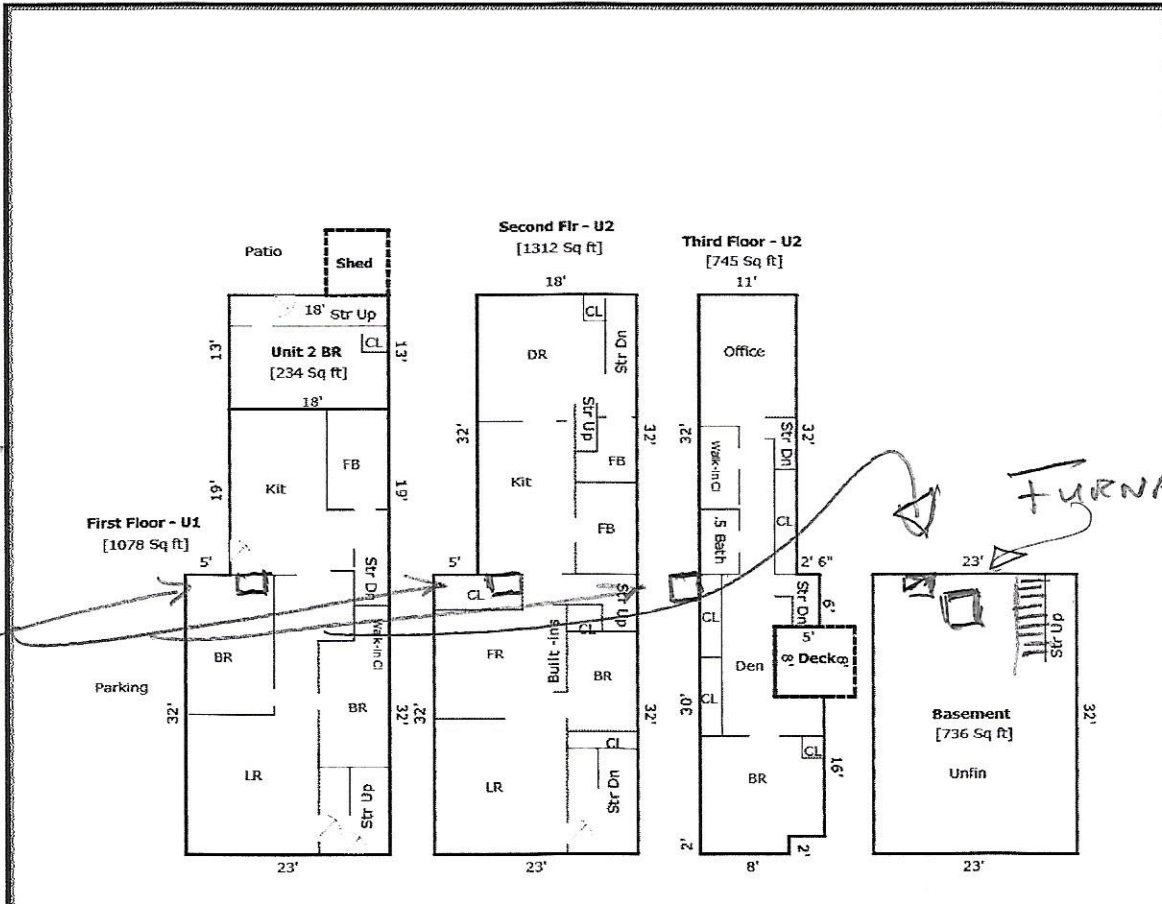 Patio
Shed
18' Str Up
13'
CL
13'
Unit 2 BR
[234 Sq ft]
18'
FB
Kit
19'
19'
First Floor - U1
[1078 Sq ft]
5'
Str Dn
Walk-In Cl
BR
Parking
32'
BR
32'
LR
Str Up
23'
Second Flr - U2
[1312 Sq ft]
18'
CL
DR
Str Dn
Str Up
32'
32'
FB
Kit
FB
5'
CL
Str Up
CL
Built-ins
FR
BR
32'
32'
CL
LR
Str Dn
23'
Third Floor - U2
[745 Sq ft]
11'
Office
32'
Str Dn
32'
Walk-In Cl
CL
.5 Bath
2' 6"
Str Dn
6'
CL
5'
8' Deck 8'
Den
30'
CL
CL
16'
BR
2'
2'
8'
23'
Str Up
Basement
[736 Sq ft]
32'
Unfin
23'